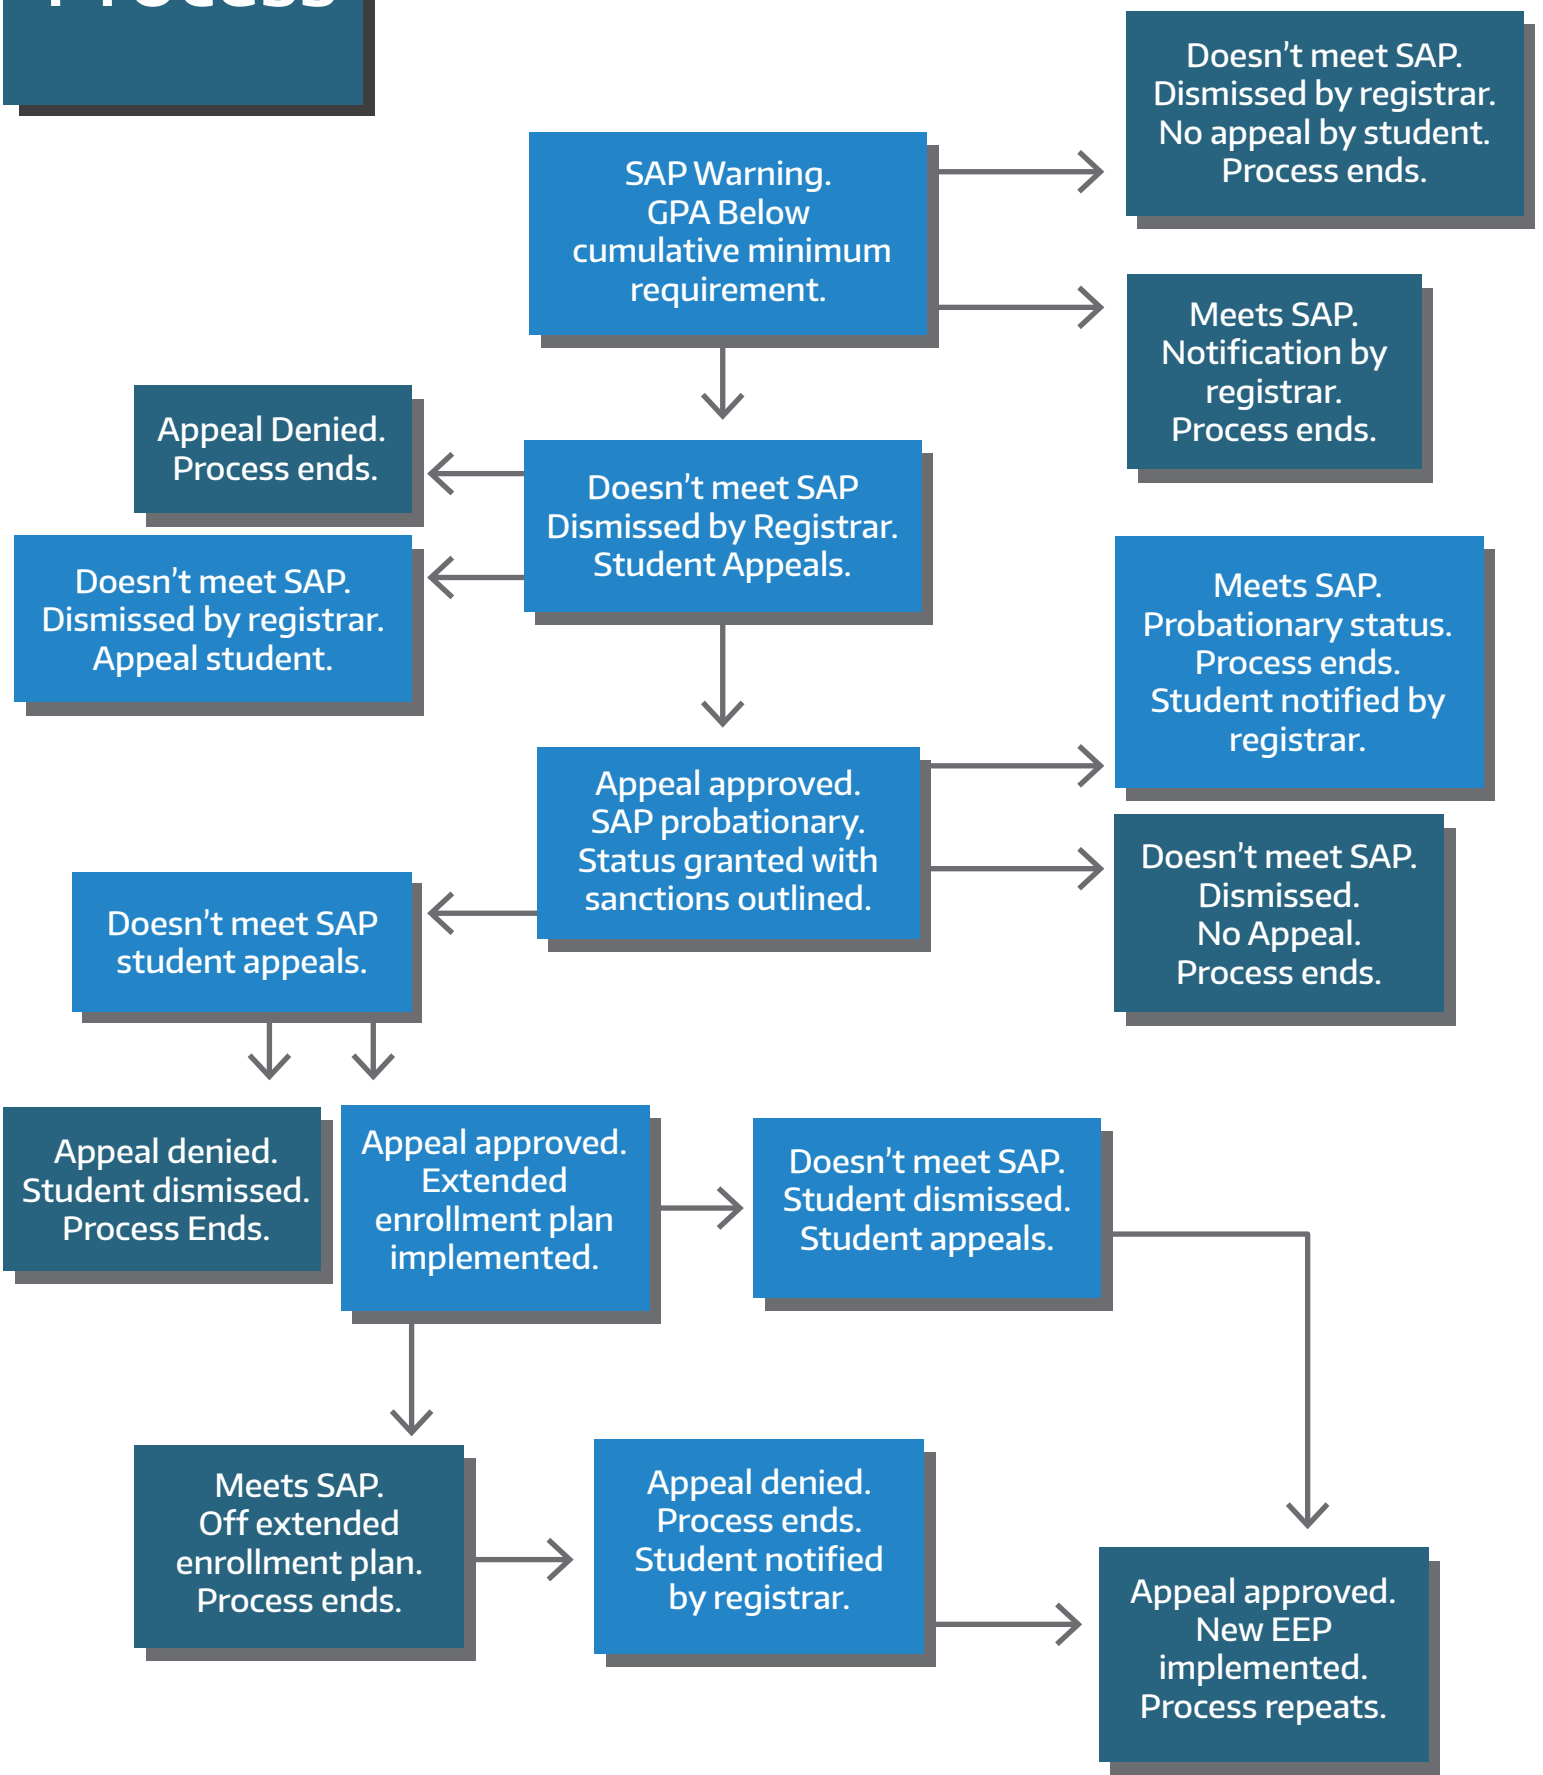 Process
Doesn't meet SAP.
Dismissed by registrar.
No appeal by student.
Process ends.
SAP Warning.
GPA Below
cumulative minimum
requirement.
Meets SAP.
Notification by
registrar.
Process ends.
Appeal Denied.
Process ends.
Doesn't meet SAP
Dismissed by Registrar.
Student Appeals.
Doesn't meet SAP.
Dismissed by registrar.
Appeal student.
Meets SAP.
Probationary status.
Process ends.
Student notified by
registrar.
Appeal approved.
SAP probationary.
Status granted with
sanctions outlined.
Doesn't meet SAP.
Dismissed.
No Appeal.
Process ends.
Doesn't meet SAP
student appeals.
Appeal denied.
Student dismissed.
Process Ends.
Appeal approved.
Extended
enrollment plan
implemented.
Doesn't meet SAP.
Student dismissed.
Student appeals.
Meets SAP.
Off extended
enrollment plan.
Process ends.
Appeal denied.
Process ends.
Student notified
by registrar.
Appeal approved.
New EEP
implemented.
Process repeats.